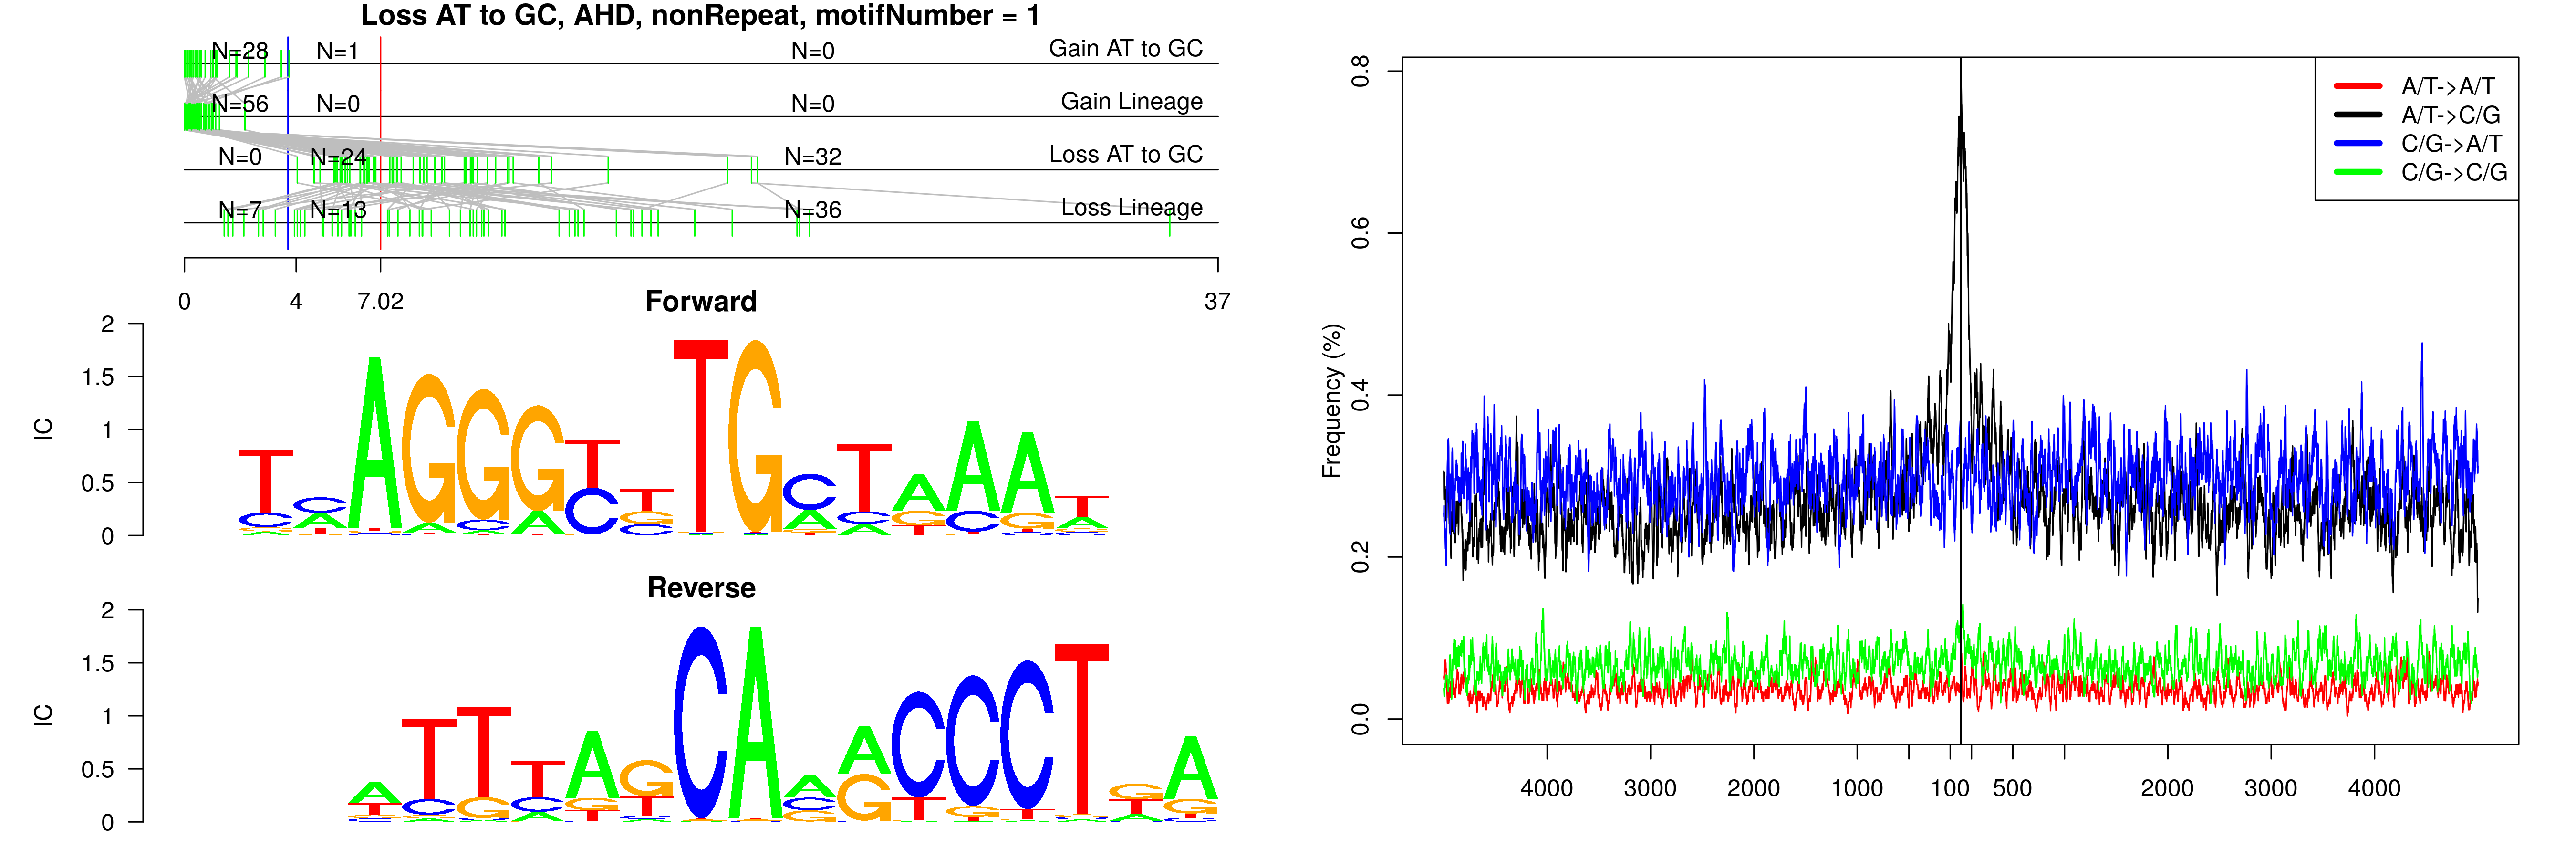 Loss AT to GC, AHD, nonRepeat, motifNumber = 1
N=28 N=1 N=0 Gain AT to GC
N=56 N=0 N=0 Gain Lineage
N=0 N=24 N=32 Loss AT to GC
N=7 N=13 N=36 Loss Lineage
0 4 7.02 37
Forward
2
1.5
1
0.5
0
IC
Reverse
2
1.5
1
0.5
0
IC
0.8
0.6
0.4
0.2
0.0
Frequency (%)
A/T->A/T
A/T->C/G
C/G->A/T
C/G->C/G
4000 3000 2000 1000 100 500 2000 3000 4000